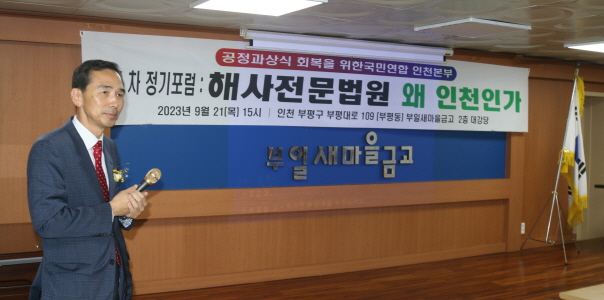 공정과상식 회복을 위한국민연합 인천본부
차 정기포럼 : 해사전문법원 왜 인천인가
2023년 9월 21[목] 15시 | 인천 부평구 부평대로 109 [부평동] 부일새마을금고 2층 대강당
부일새마을금고